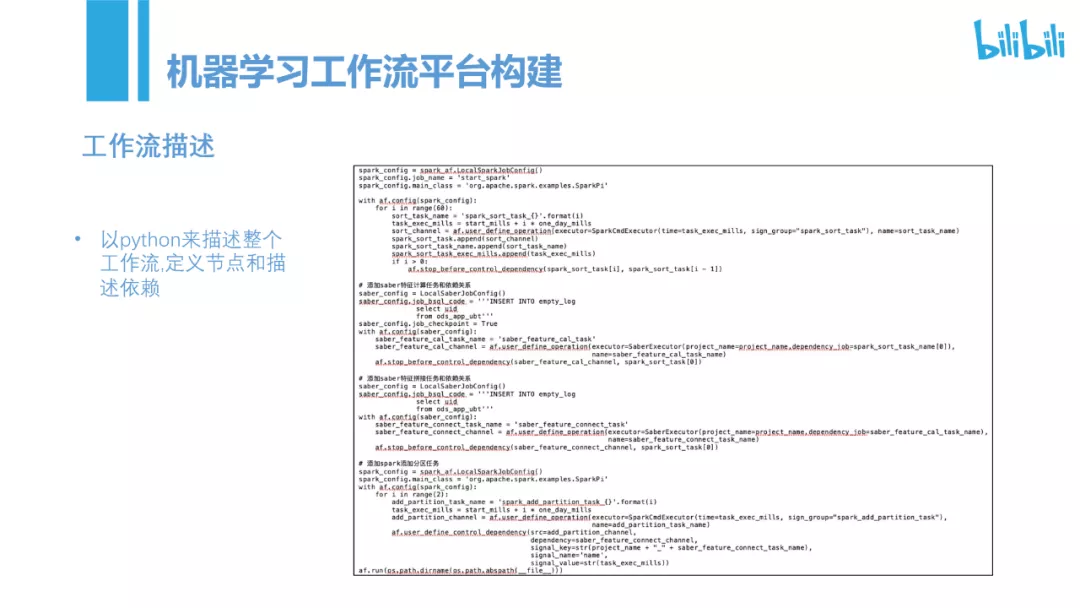 机器学习工作流平台构建
bilibili
工作流描述
• 以python来描述整个
工作流,定义节点和描
述依赖
spark_config = spark_af.LocalSparkJobConfig()
spark_config.job_name = 'start_spark'
spark_config.main_class = 'org.apache.spark.examples.SparkPi'
with af.config(spark_config):
    for i in range(60):
        sort_task_name = 'spark_sort_task_{}'.format(i)
        task_exec_mills = start_mills + i * one_day_mills
        sort_channel = af.user_define_operation(executor=SparkCmdExecutor(time=task_exec_mills, sign_group="spark_sort_task"), name=sort_task_name)
        spark_sort_task.append(sort_channel)
        spark_sort_task_name.append(sort_task_name)
        spark_sort_task_exec_mills.append(task_exec_mills)
        if i > 0:
            af.stop_before_control_dependency(spark_sort_task[i], spark_sort_task[i - 1])
# 添加saber特征计算任务和依赖关系
saber_config = LocalSaberJobConfig()
saber_config.job_bsql_code = '''INSERT INTO empty_log
              select uid
              from ods_app_ubt'''
saber_config.job_checkpoint = True
with af.config(saber_config):
    saber_feature_cal_task_name = 'saber_feature_cal_task'
    saber_feature_cal_channel = af.user_define_operation(executor=SaberExecutor(project_name=project_name,dependency_job=spark_sort_task_name[0]),
                                                         name=saber_feature_cal_task_name)
    af.stop_before_control_dependency(saber_feature_cal_channel, spark_sort_task[0])
# 添加saber特征拼接任务和依赖关系
saber_config = LocalSaberJobConfig()
saber_config.job_bsql_code = '''INSERT INTO empty_log
              select uid
              from ods_app_ubt'''
with af.config(saber_config):
    saber_feature_connect_task_name = 'saber_feature_connect_task'
    saber_feature_connect_channel = af.user_define_operation(executor=SaberExecutor(project_name=project_name,dependency_job=saber_feature_cal_task_name),
                                                             name=saber_feature_connect_task_name)
    af.stop_before_control_dependency(saber_feature_connect_channel, spark_sort_task[0])
# 添加spark添加分区任务
spark_config = spark_af.LocalSparkJobConfig()
spark_config.main_class = 'org.apache.spark.examples.SparkPi'
with af.config(spark_config):
    for i in range(2):
        add_partition_task_name = 'spark_add_partition_task_{}'.format(i)
        task_exec_mills = start_mills + i * one_day_mills
        add_partition_channel = af.user_define_operation(executor=SparkCmdExecutor(time=task_exec_mills, sign_group="spark_add_partition_task"),
                                                         name=add_partition_task_name)
        af.user_define_control_dependency(src=add_partition_channel,
                                          dependency=saber_feature_connect_channel,
                                          signal_key=str(project_name + "_" + saber_feature_connect_task_name),
                                          signal_name='name',
                                          signal_value=str(task_exec_mills))
af.run(os.path.dirname(os.path.abspath(__file__)))